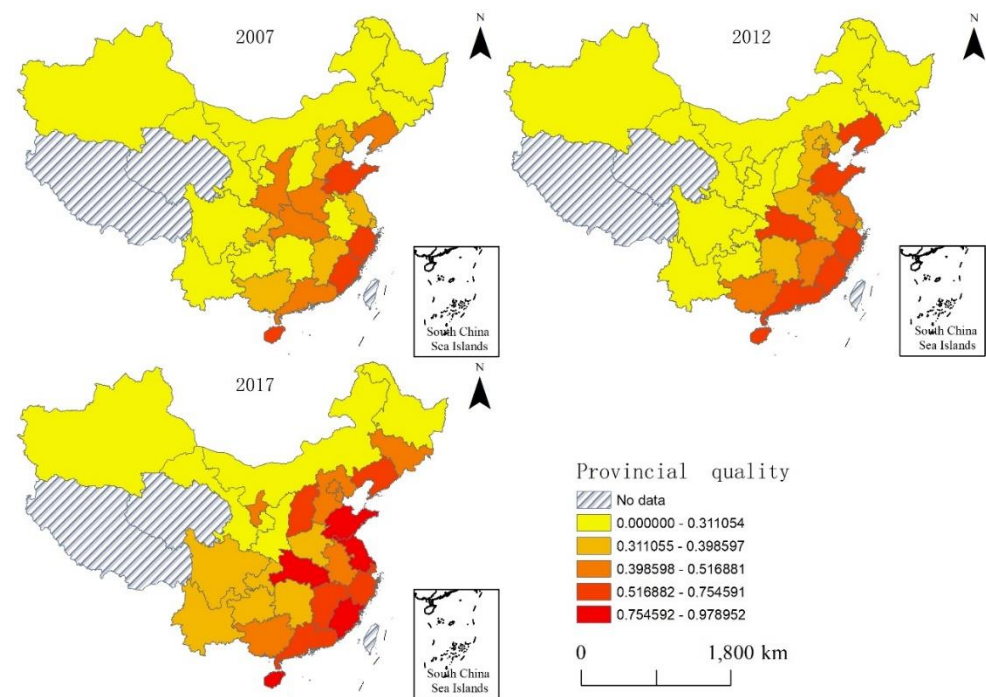 2007
N
South China
Sea Islands
2012
N
South China
Sea Islands
2017
N
South China
Sea Islands
Provincial quality
No data
0.000000 - 0.311054
0.311055 - 0.398597
0.398598 - 0.516881
0.516882 - 0.754591
0.754592 - 0.978952
0 1,800 km